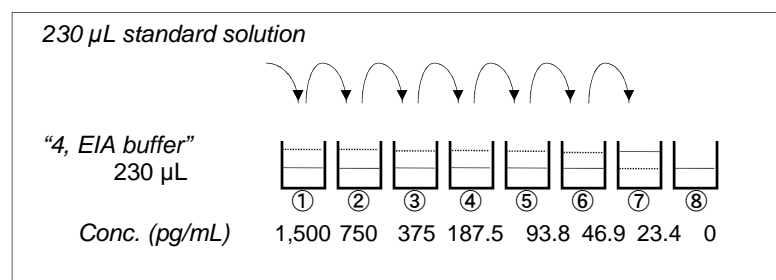 230 µL standard solution
“4, EIA buffer”
230 µL
① ② ③ ④ ⑤ ⑥ ⑦ ⑧
Conc. (pg/mL) 1,500 750 375 187.5 93.8 46.9 23.4 0